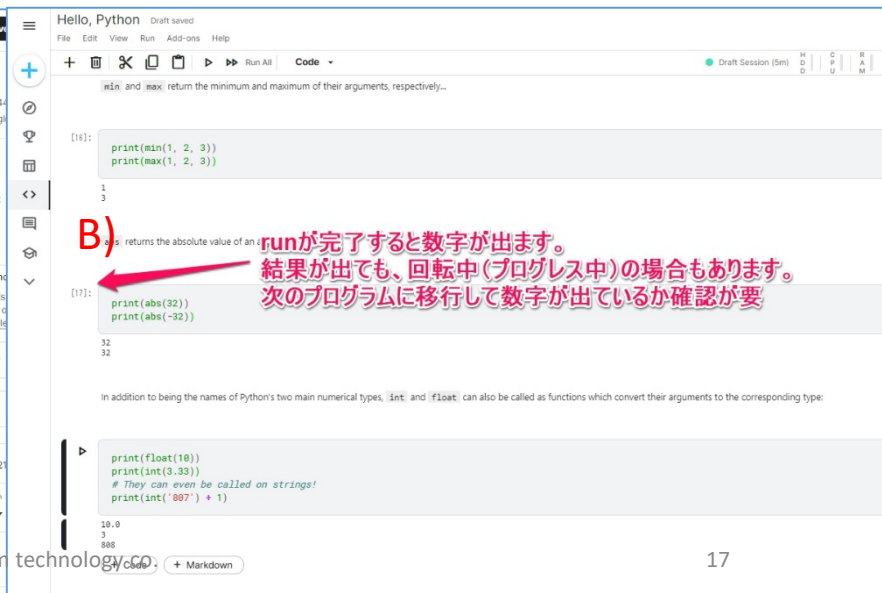 Hello, Python Draft saved
File Edit View Run Add-ons Help
Run All Code
Draft Session (5m) HDD CPU RAM
min and max return the minimum and maximum of their arguments, respectively...
[16]:
print(min(1, 2, 3))
print(max(1, 2, 3))
1
3
B)
returns the absolute value of an
runが完了すると数字が出ます。
結果が出ても、回転中（プログレス中）の場合もあります。
次のプログラムに移行して数字が出ているか確認が要
[17]:
print(abs(32))
print(abs(-32))
32
32
In addition to being the names of Python's two main numerical types, int and float can also be called as functions which convert their arguments to the corresponding type:
print(float(10))
print(int(3.33))
# They can even be called on strings!
print(int('807') + 1)
10.0
3
808
technology co.
+ Code + Markdown
17